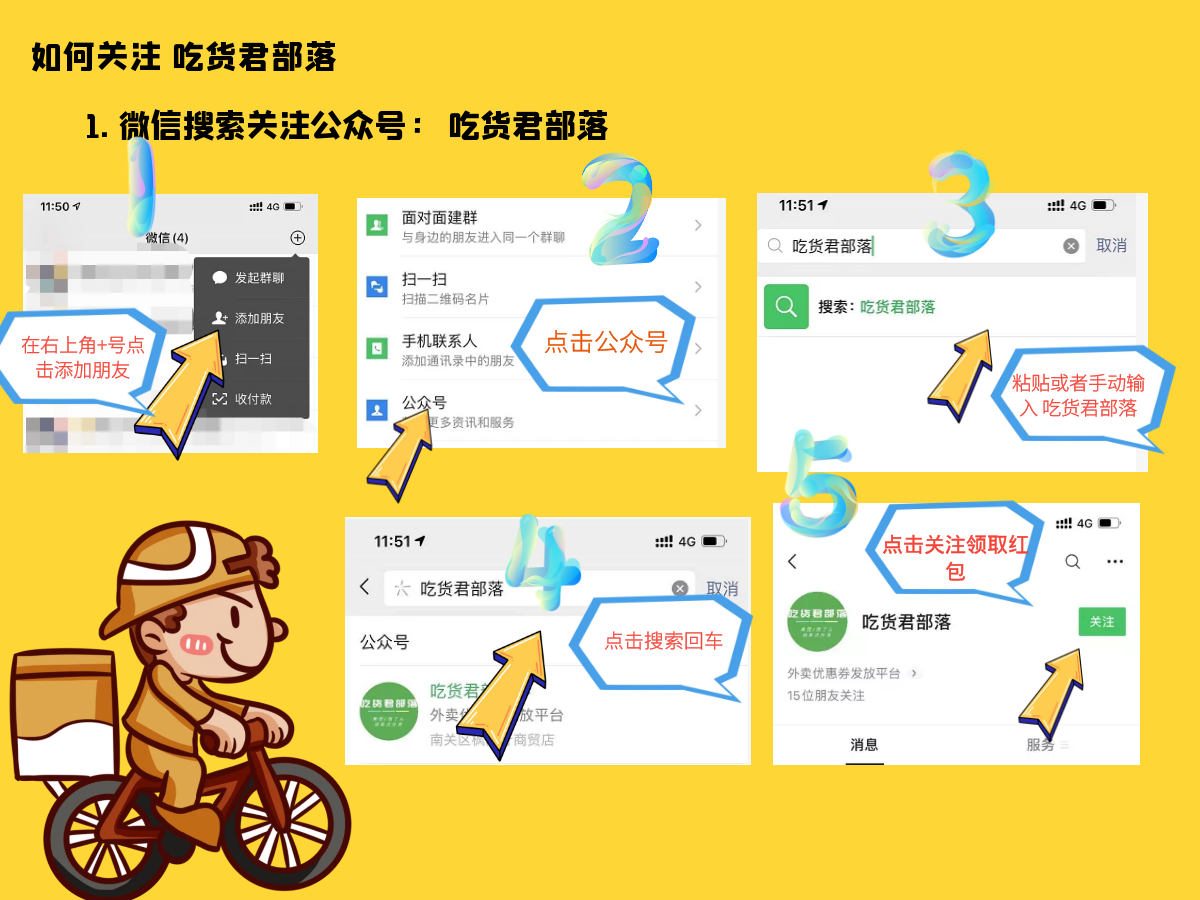 如何关注 吃货君部落
1. 微信搜索关注公众号： 吃货君部落
1
11:50
4G
微信(4)
发起群聊
添加朋友
扫一扫
收付款
在右上角+号点
击添加朋友
2
面对面建群
与身边的朋友进入同一个群聊
扫一扫
扫描二维码名片
手机联系人
添加通讯录中的朋友
公众号
更多资讯和服务
点击公众号
3
11:51
4G
吃货君部落
取消
搜索：吃货君部落
粘贴或者手动输
入 吃货君部落
4
11:51
4G
吃货君部落
取消
公众号
吃货君部落
吃货君
外卖优
放平台
南关区
商贸店
点击搜索回车
5
4G
点击关注领取红
包
吃货君部落
吃货君部落
关注
外卖优惠券发放平台
15位朋友关注
消息
服务